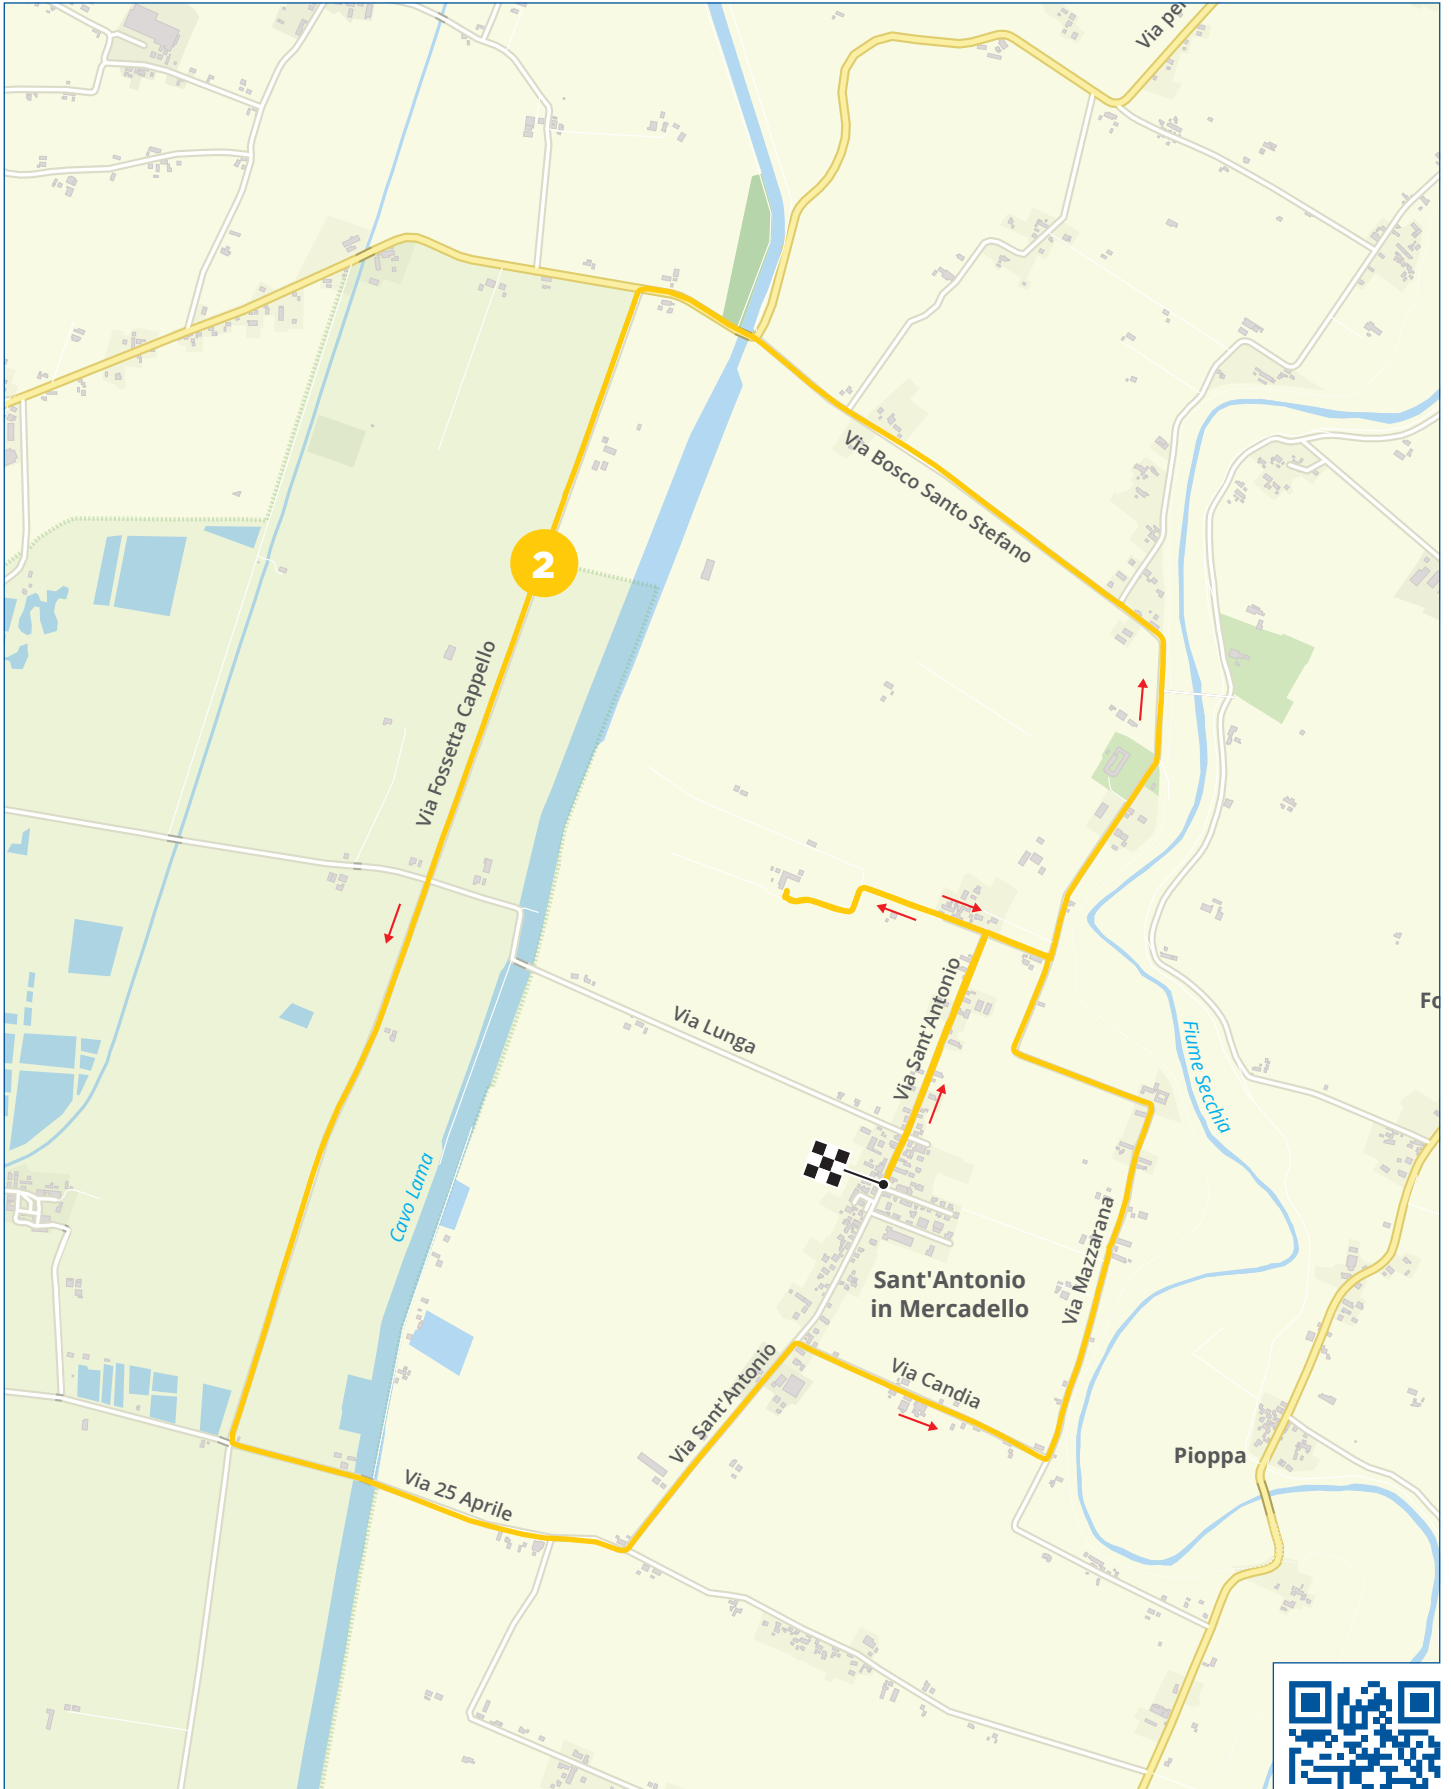 Via per
Via Bosco Santo Stefano
2
Via Fossetta Cappello
Via Sant'Antonio
Fo
Via Lunga
Fiume Secchia
Cavo Lama
Via Mazzarana
Sant'Antonio
in Mercadello
Via Candia
Via Sant'Antonio
Pioppa
Via 25 Aprile